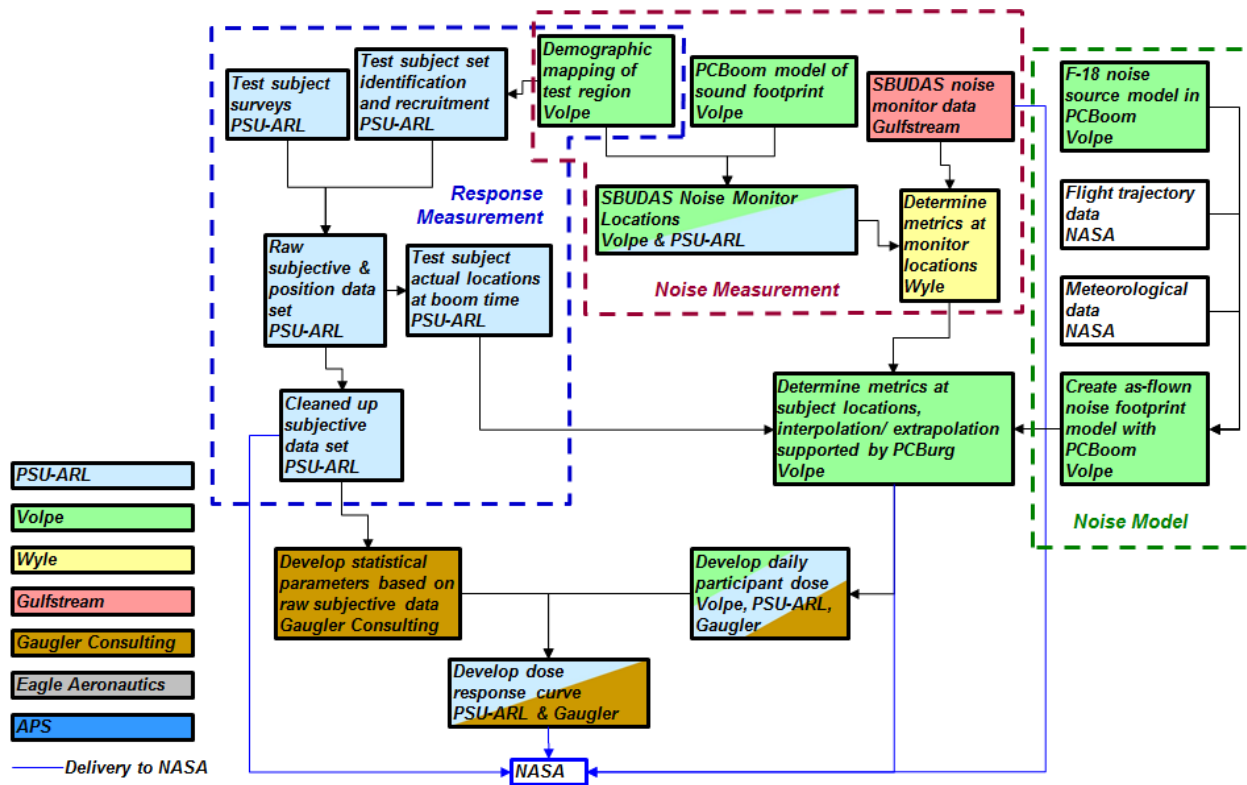 Test subject
surveys
PSU-ARL
Test subject set
identification
and recruitment
PSU-ARL
Demographic
mapping of
test region
Volpe
PCBoom model of
sound footprint
Volpe
SBUDAS noise
monitor data
Gulfstream
F-18 noise
source model in
PCBoom
Volpe
Response
Measurement
SBUDAS Noise Monitor
Locations
Volpe & PSU-ARL
Determine
metrics at
monitor
locations
Wyle
Flight trajectory
data
NASA
Raw
subjective &
position data
set
PSU-ARL
Test subject
actual locations
at boom time
PSU-ARL
Noise Measurement
Meteorological
data
NASA
Cleaned up
subjective
data set
PSU-ARL
Determine metrics at
subject locations,
interpolation/ extrapolation
supported by PCBurg
Volpe
Create as-flown
noise footprint
model with
PCBoom
Volpe
Noise Model
Develop statistical
parameters based on
raw subjective data
Gaugler Consulting
Develop daily
participant dose
Volpe, PSU-ARL,
Gaugler
Develop dose
response curve
PSU-ARL & Gaugler
NASA
PSU-ARL
Volpe
Wyle
Gulfstream
Gaugler Consulting
Eagle Aeronautics
APS
Delivery to NASA